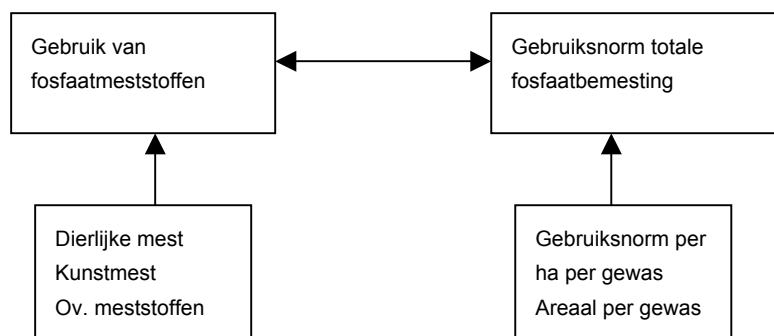 Gebruik van
fosfaatmeststoffen
Gebruiksnorm totale
fosfaatbemesting
Dierlijke mest
Kunstmest
Ov. meststoffen
Gebruiksnorm per
ha per gewas
Areaal per gewas